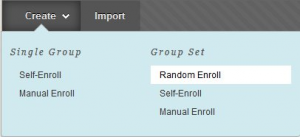 Create Import
Single Group Group Set
Self-Enroll Random Enroll
Manual Enroll Self-Enroll
Manual Enroll